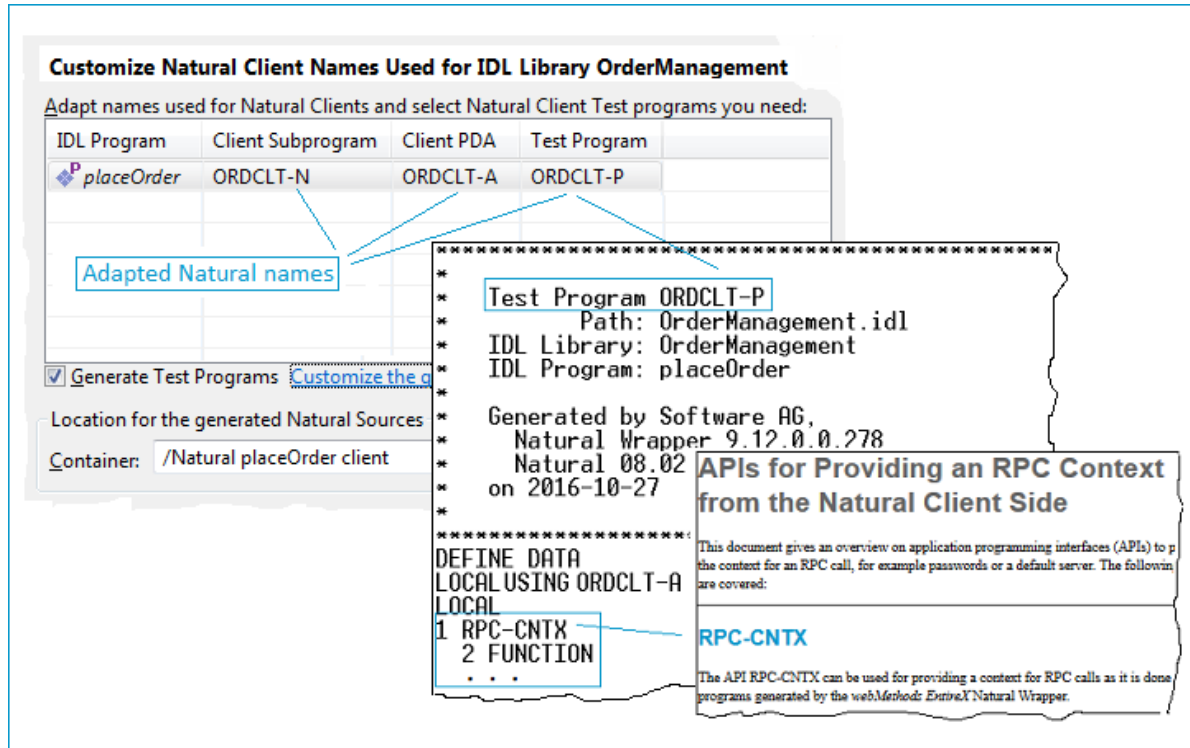 Customize Natural Client Names Used for IDL Library OrderManagement
Adapt names used for Natural Clients and select Natural Client Test programs you need:
IDL Program Client Subprogram Client PDA Test Program
placeOrder ORDCLT-N ORDCLT-A ORDCLT-P
Adapted Natural names
Generate Test Programs Customize the g
Location for the generated Natural Sources
Container: /Natural placeOrder client
*****************************************************
*
* Test Program ORDCLT-P
* Path: OrderManagement.idl
* IDL Library: OrderManagement
* IDL Program: placeOrder
*
* Generated by Software AG,
* Natural Wrapper 9.12.0.0.278
* Natural 08.02
* on 2016-10-27
*
********************
DEFINE DATA
LOCAL USING ORDCLT-A
LOCAL
1 RPC-CNTX
2 FUNCTION
. . .
APIs for Providing an RPC Context
from the Natural Client Side
This document gives an overview on application programming interfaces (APIs) to p
the context for an RPC call, for example passwords or a default server. The followin
are covered:
RPC-CNTX
The API RPC-CNTX can be used for providing a context for RPC calls as it is done
programs generated by the webMethods EntireX Natural Wrapper.